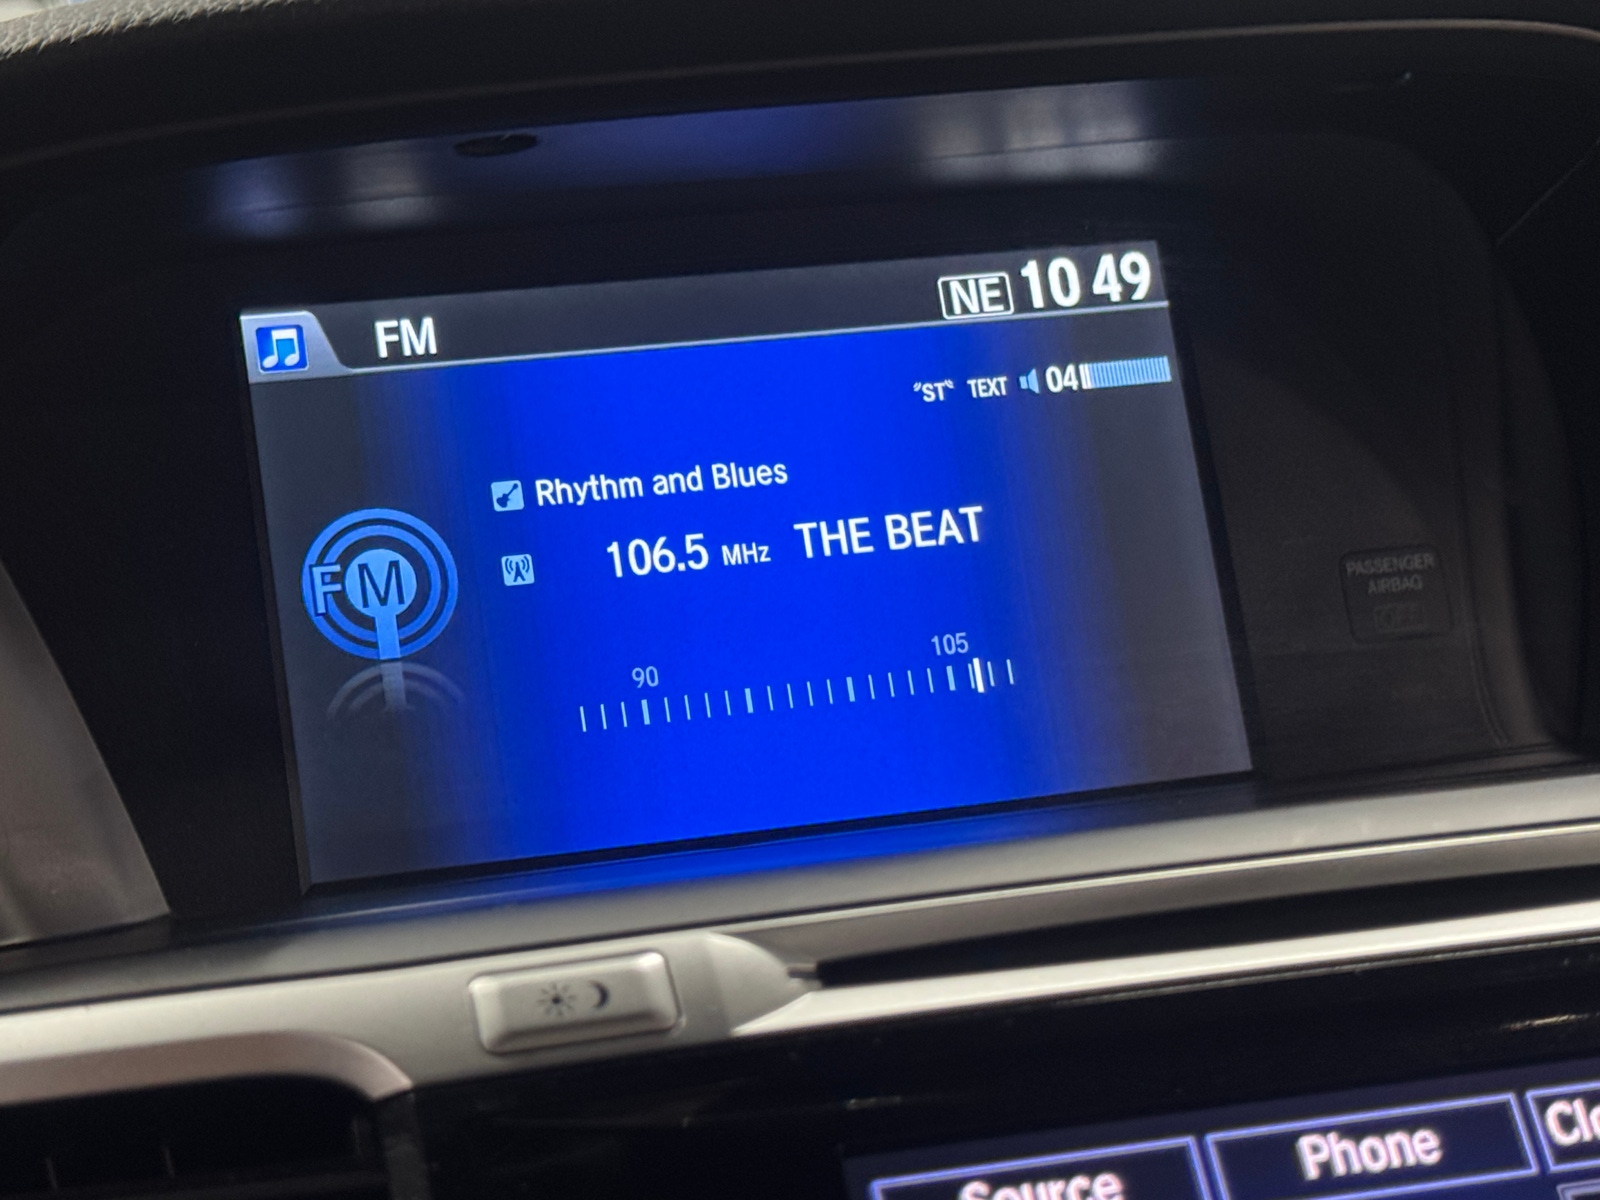 FM
NE 10 49
"ST" TEXT 04
Rhythm and Blues
106.5 MHz THE BEAT
FM
90 105
PASSENGER
AIRBAG
OFF
Source Phone